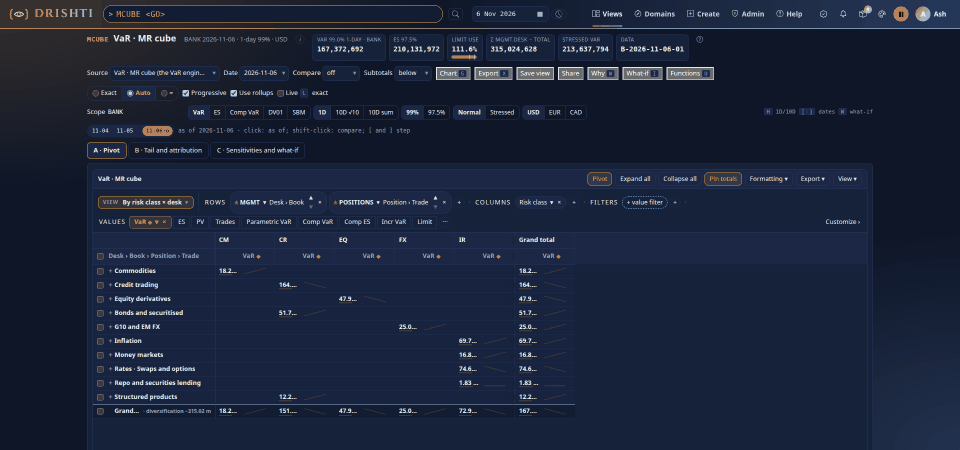 DRISHTI
> MCUBE <GO>
6 Nov 2026
Views
Domains
Create
Admin
Help
Ash
MCUBE VaR · MR cube BANK 2026-11-06 · 1-day 99% · USD
VAR 99.0% 1-DAY · BANK
167,372,692
ES 97.5%
210,131,972
LIMIT USE
111.6%
Σ MGMT.DESK − TOTAL
315,024,628
STRESSED VAR
213,637,794
DATA
B-2026-11-06-01
Source VaR · MR cube (the VaR engin... Date 2026-11-06 Compare off Subtotals below Chart Export Save view Share Why W What-if Functions
Exact Auto Progressive Use rollups Live L exact
Scope BANK VaR ES Comp VaR DV01 SBM 1D 10D √10 10D sum 99% 97.5% Normal Stressed USD EUR CAD H 1D/10D [ ] dates W what-if
11-04 11-05 11-06 as of 2026-11-06 · click: as of; shift-click: compare; [ and ] step
A · Pivot B · Tail and attribution C · Sensitivities and what-if
VaR · MR cube Pivot Expand all Collapse all Pin totals Formatting ▾ Export ▾ View ▾
VIEW By risk class × desk ▾ ROWS MGMT ▾ Desk › Book × POSITIONS ▾ Position › Trade × + COLUMNS Risk class ▾ × + FILTERS + value filter +
VALUES VaR × ES PV Trades Parametric VaR Comp VaR Comp ES Incr VaR Limit ··· Customize ›
CM CR EQ FX IR Grand total
Desk › Book › Position › Trade VaR VaR VaR VaR VaR VaR
+ Commodities 18.2... 18.2...
+ Credit trading 164.... 164....
+ Equity derivatives 47.9... 47.9...
+ Bonds and securitised 51.7... 51.7...
+ G10 and EM FX 25.0... 25.0...
+ Inflation 69.7... 69.7...
+ Money markets 16.8... 16.8...
+ Rates · Swaps and options 74.6... 74.6...
+ Repo and securities lending 1.83 ... 1.83 ...
+ Structured products 12.2... 12.2...
Grand... · diversification -315.02 m 18.2... 151.... 47.9... 25.0... 72.9... 167....